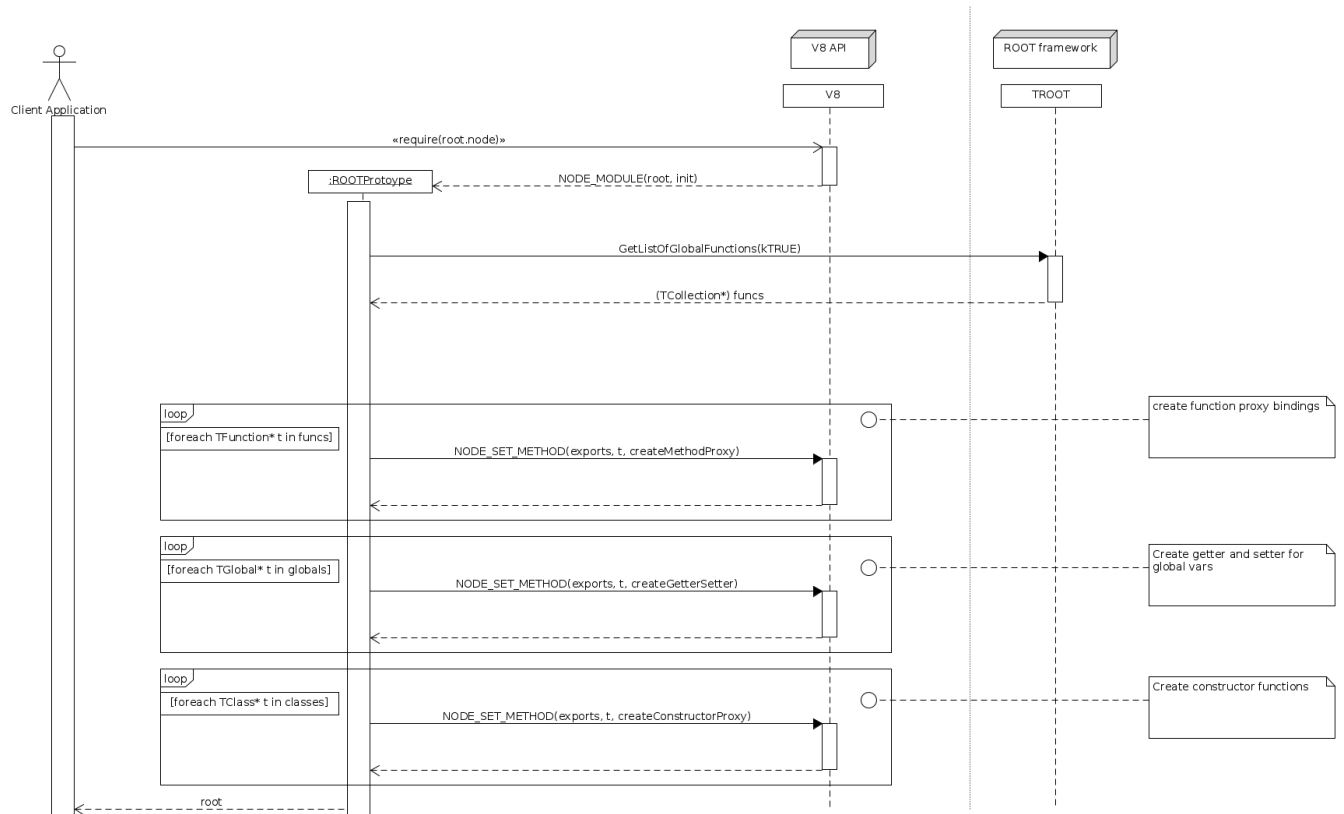 V8 API
ROOT framework
V8
TROOT
Client Application
«require(root.node)»
:ROOTProtoype
NODE_MODULE(root, init)
GetListOfGlobalFunctions(kTRUE)
(TCollection*) funcs
loop
[foreach TFunction* t in funcs]
create function proxy bindings
NODE_SET_METHOD(exports, t, createMethodProxy)
loop
[foreach TGlobal* t in globals]
Create getter and setter for
global vars
NODE_SET_METHOD(exports, t, createGetterSetter)
loop
[foreach TClass* t in classes]
Create constructor functions
NODE_SET_METHOD(exports, t, createConstructorProxy)
root